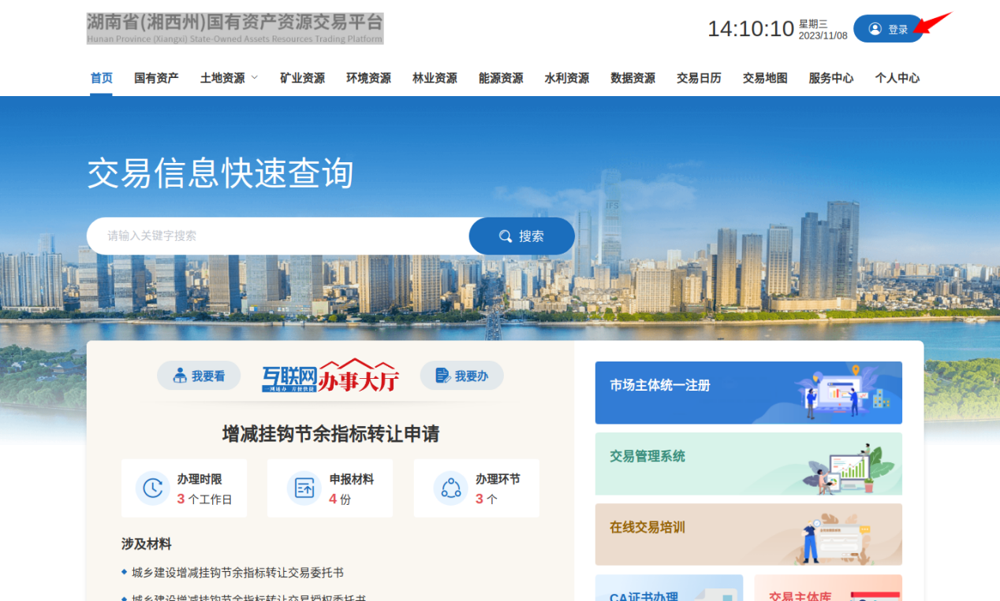 湖南省(湘西州)国有资产资源交易平台
Hunan Province (Xiangxi) State-Owned Assets Resources Trading Platform
14:10:10 星期三
2023/11/08
登录
首页 国有资产 土地资源 矿业资源 环境资源 林业资源 能源资源 水利资源 数据资源 交易日历 交易地图 服务中心 个人中心
交易信息快速查询
IFS
请输入关键字搜索 搜索
我要看 互联网办事大厅 我要办
一网通办 方便快捷
增减挂钩节余指标转让申请
办理时限 申报材料 办理环节
3 个工作日 4 份 3 个
涉及材料
城乡建设增减挂钩节余指标转让交易委托书
城乡建设增减挂钩节余指标转让交易授权委托书
市场主体统一注册
交易管理系统
在线交易培训
CA证书办理 交易主体库